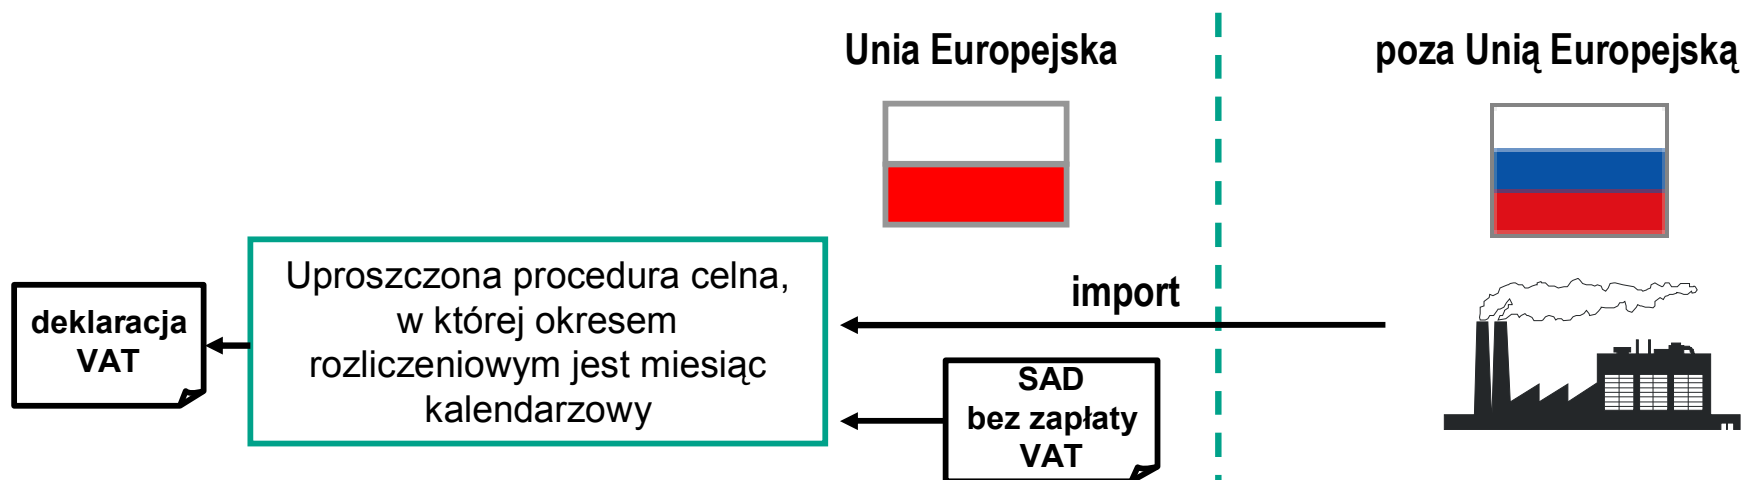 Unia Europejska
poza Unią Europejską
import
Uproszczona procedura celna,
w której okresem
rozliczeniowym jest miesiąc
kalendarzowy
deklaracja
VAT
SAD
bez zapłaty
VAT